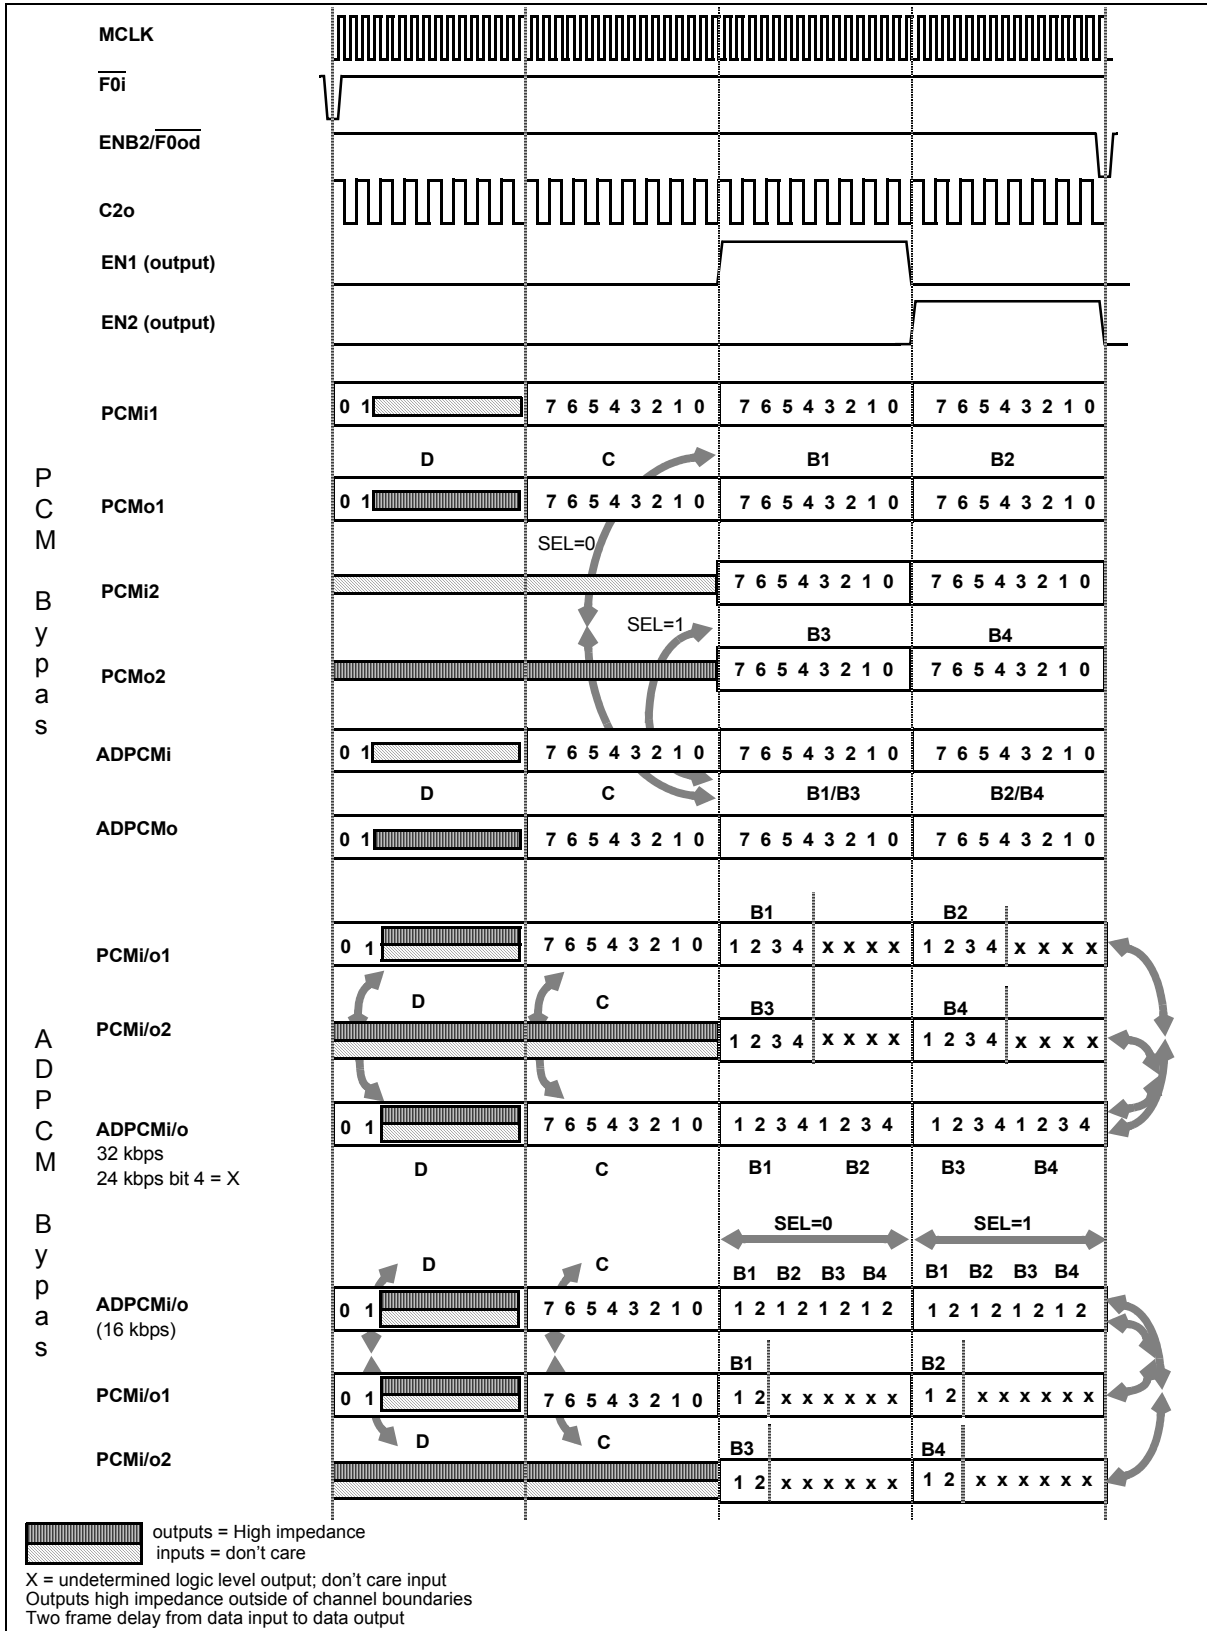 MCLK
F0i
ENB2/F0od
C2o
EN1 (output)
EN2 (output)
PCM Bypas
PCMi1
0 1
7 6 5 4 3 2 1 0
7 6 5 4 3 2 1 0
7 6 5 4 3 2 1 0
D
C
B1
B2
PCMo1
0 1
7 6 5 4 3 2 1 0
7 6 5 4 3 2 1 0
7 6 5 4 3 2 1 0
SEL=0
PCMi2
7 6 5 4 3 2 1 0
7 6 5 4 3 2 1 0
SEL=1
B3
B4
PCMo2
7 6 5 4 3 2 1 0
7 6 5 4 3 2 1 0
ADPCMi
0 1
7 6 5 4 3 2 1 0
7 6 5 4 3 2 1 0
7 6 5 4 3 2 1 0
D
C
B1/B3
B2/B4
ADPCMo
0 1
7 6 5 4 3 2 1 0
7 6 5 4 3 2 1 0
7 6 5 4 3 2 1 0
ADPCM Bypas
B1
B2
PCMi/o1
0 1
7 6 5 4 3 2 1 0
1 2 3 4 x x x x
1 2 3 4 x x x x
D
C
B3
B4
PCMi/o2
1 2 3 4 x x x x
1 2 3 4 x x x x
ADPCMi/o
0 1
7 6 5 4 3 2 1 0
1 2 3 4 1 2 3 4
1 2 3 4 1 2 3 4
32 kbps
24 kbps bit 4 = X
D
C
B1
B2
B3
B4
SEL=0
SEL=1
D
C
B1 B2 B3 B4
B1 B2 B3 B4
ADPCMi/o
0 1
7 6 5 4 3 2 1 0
1 2 1 2 1 2 1 2
1 2 1 2 1 2 1 2
(16 kbps)
B1
B2
PCMi/o1
0 1
7 6 5 4 3 2 1 0
1 2 x x x x x x
1 2 x x x x x x
D
C
B3
B4
PCMi/o2
1 2 x x x x x x
1 2 x x x x x x
outputs = High impedance
inputs = don't care
X = undetermined logic level output; don't care input
Outputs high impedance outside of channel boundaries
Two frame delay from data input to data output